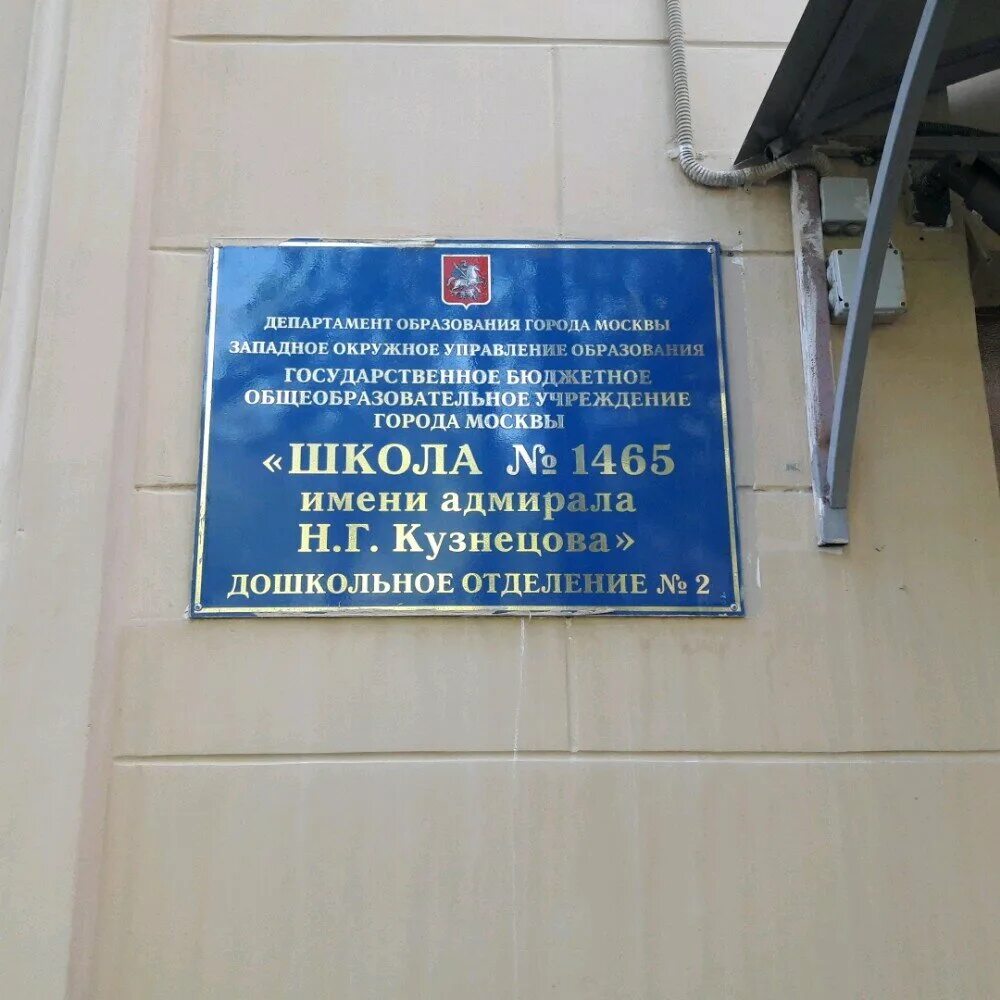 ДЕПАРТАМЕНТ ОБРАЗОВАНИЯ ГОРОДА МОСКВЫ
ЗАПАДНОЕ ОКРУЖНОЕ УПРАВЛЕНИЕ ОБРАЗОВАНИЯ
ГОСУДАРСТВЕННОЕ БЮДЖЕТНОЕ
ОБЩЕОБРАЗОВАТЕЛЬНОЕ УЧРЕЖДЕНИЕ
ГОРОДА МОСКВЫ
«ШКОЛА № 1465
имени адмирала
Н.Г. Кузнецова»
ДОШКОЛЬНОЕ ОТДЕЛЕНИЕ № 2